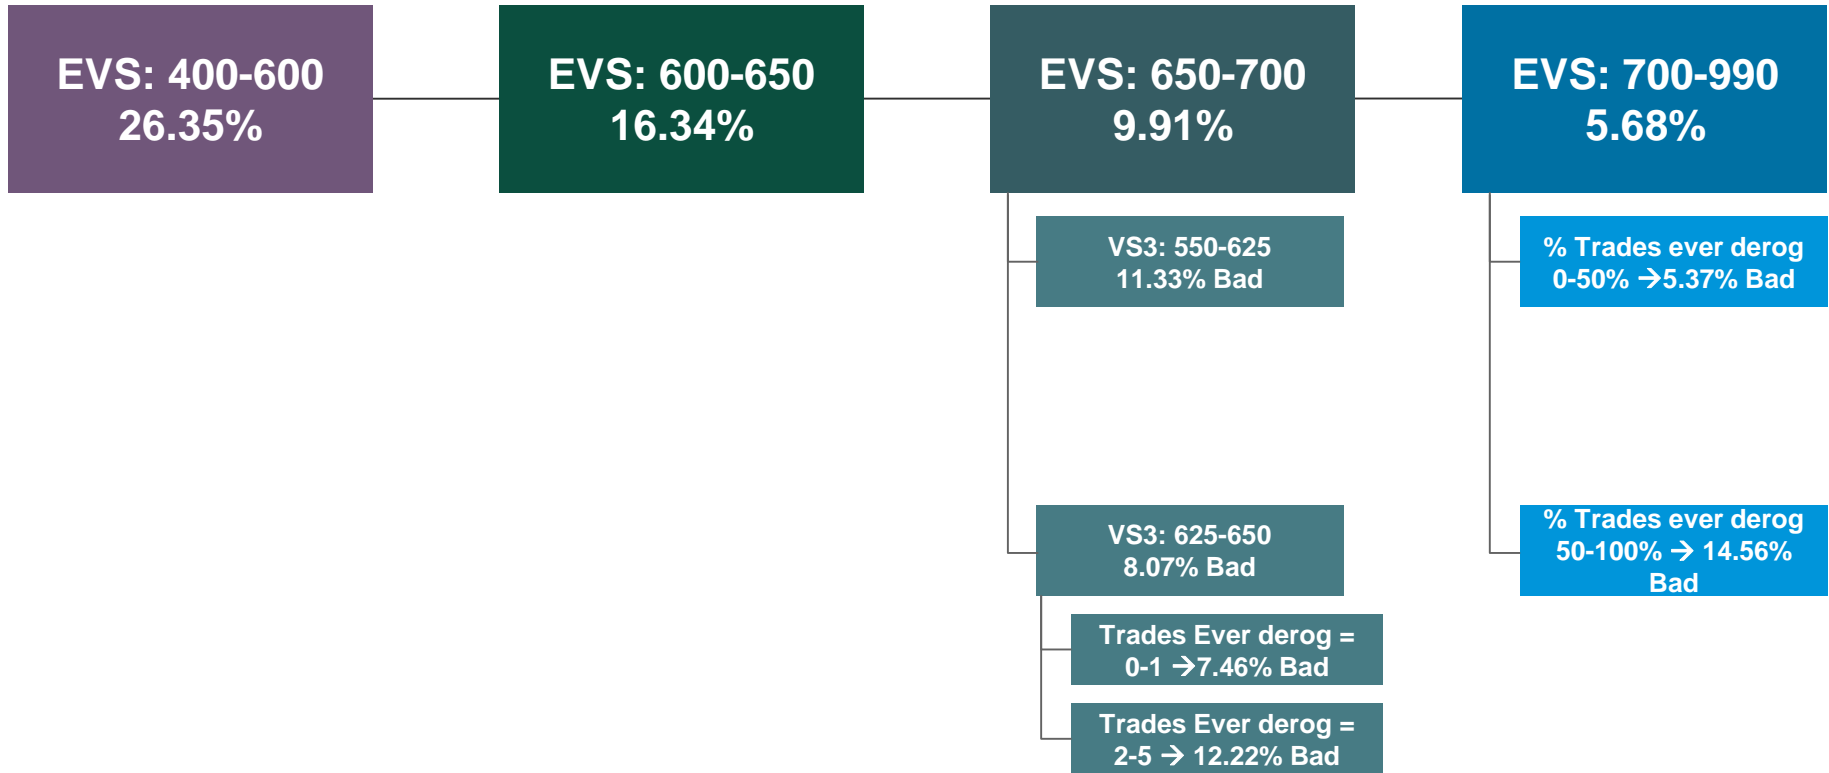 EVS: 400-600
26.35%
EVS: 600-650
16.34%
EVS: 650-700
9.91%
EVS: 700-990
5.68%
VS3: 550-625
11.33% Bad
% Trades ever derog
0-50% →5.37% Bad
VS3: 625-650
8.07% Bad
% Trades ever derog
50-100% → 14.56%
Bad
Trades Ever derog =
0-1 →7.46% Bad
Trades Ever derog =
2-5 → 12.22% Bad